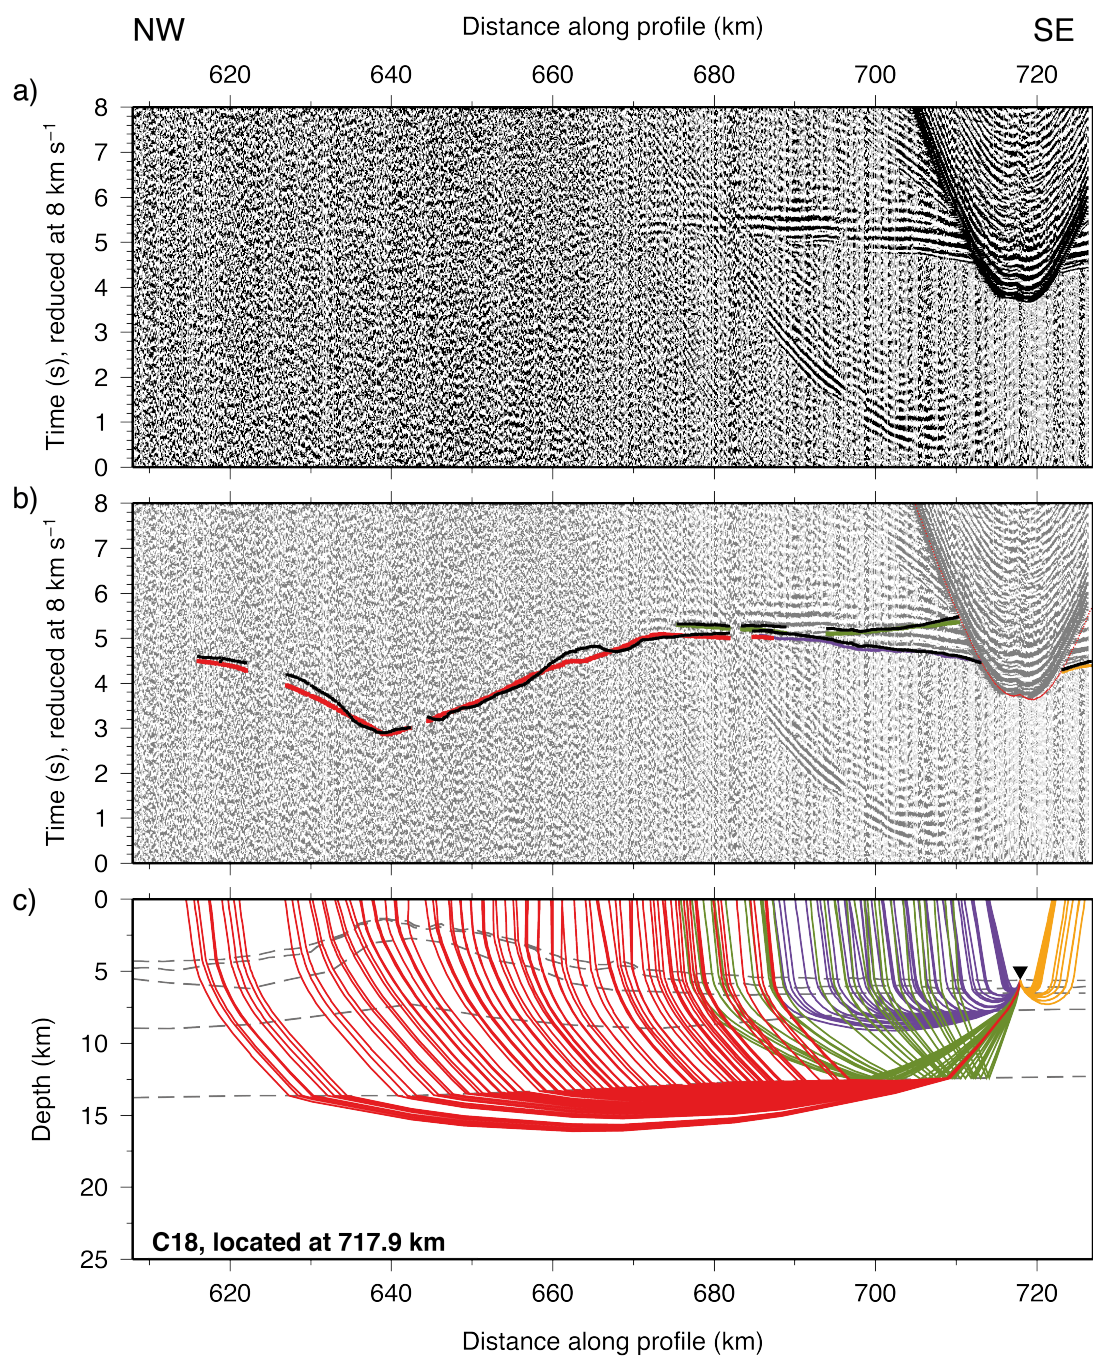 NW Distance along profile (km) SE
620 640 660 680 700 720
a)
8
7
6
5
4
3
2
1
0
Time (s), reduced at 8 km s⁻¹
b)
8
7
6
5
4
3
2
1
0
Time (s), reduced at 8 km s⁻¹
c)
0
5
10
15
20
25
Depth (km)
C18, located at 717.9 km
620 640 660 680 700 720
Distance along profile (km)